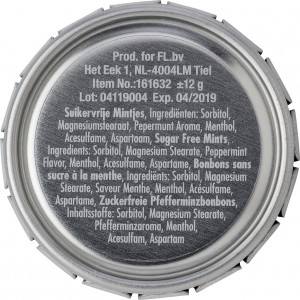 Prod. for FL.bv
Het Eek 1, NL-4004LM Tiel
Item No.:161632 ±12 g
Lot: 04119004 Exp. 04/2019
Suikervrije Mintjes, Ingrediënten: Sorbitol,
Magnesiumstearaat, Pepermunt Aroma, Menthol,
Acesulfame, Aspartaam, Sugar Free Mints,
Ingredients: Sorbitol, Magnesium Stearate, Peppermint
Flavor, Menthol, Acesulfame, Aspartame, Bonbons sans
sucre à la menthe, Ingrédients: Sorbitol, Magnesium
Stearate, Saveur Menthe, Menthol, Acésulfame,
Aspartaam, Zuckerfreie Pfefferminzbonbons,
Inhaltsstoffe: Sorbitol, Magnesium Stearate,
Pfefferminzaroma, Menthol,
Acesulfam, Aspartam